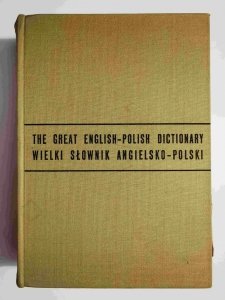 THE GREAT ENGLISH-POLISH DICTIONARY
WIELKI SŁOWNIK ANGIELSKO-POLSKI